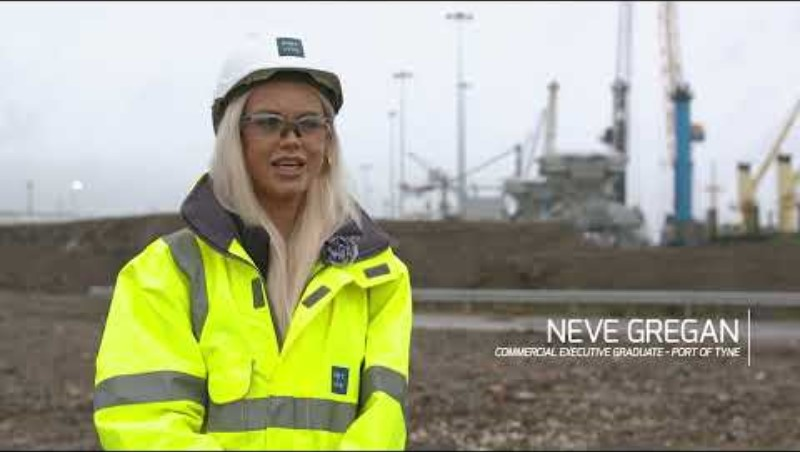 NEVE GREGAN
COMMERCIAL EXECUTIVE GRADUATE - PORT OF TYNE